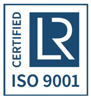 CERTIFIED
LR
ISO 9001